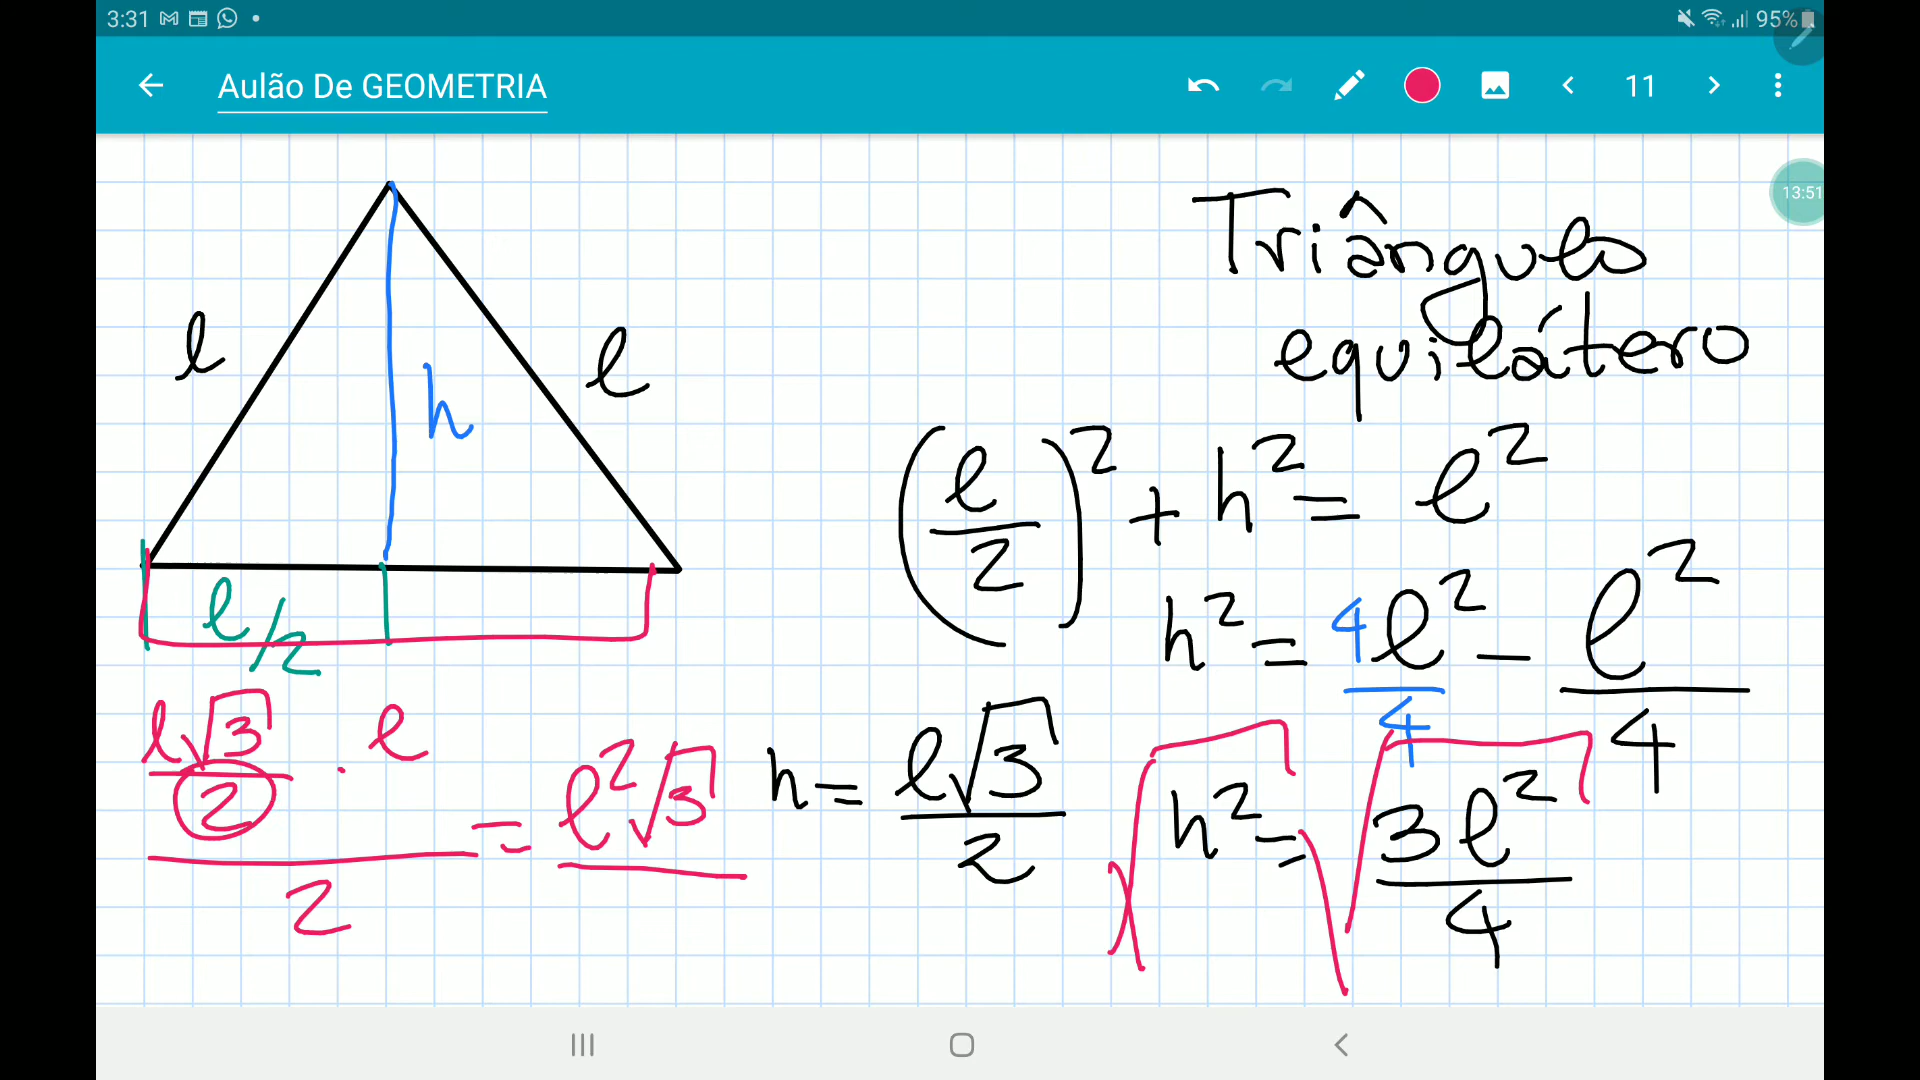 3:31 95%
Aulão De GEOMETRIA 11
13:51
Triângulo
equilátero
l l
h
l/2
(l/2)² + h² = l²
h² = 4l²/4 − l²/4
√h² = √3l²/4
h = l√3/2
l√3/2 · l / 2 = l²√3